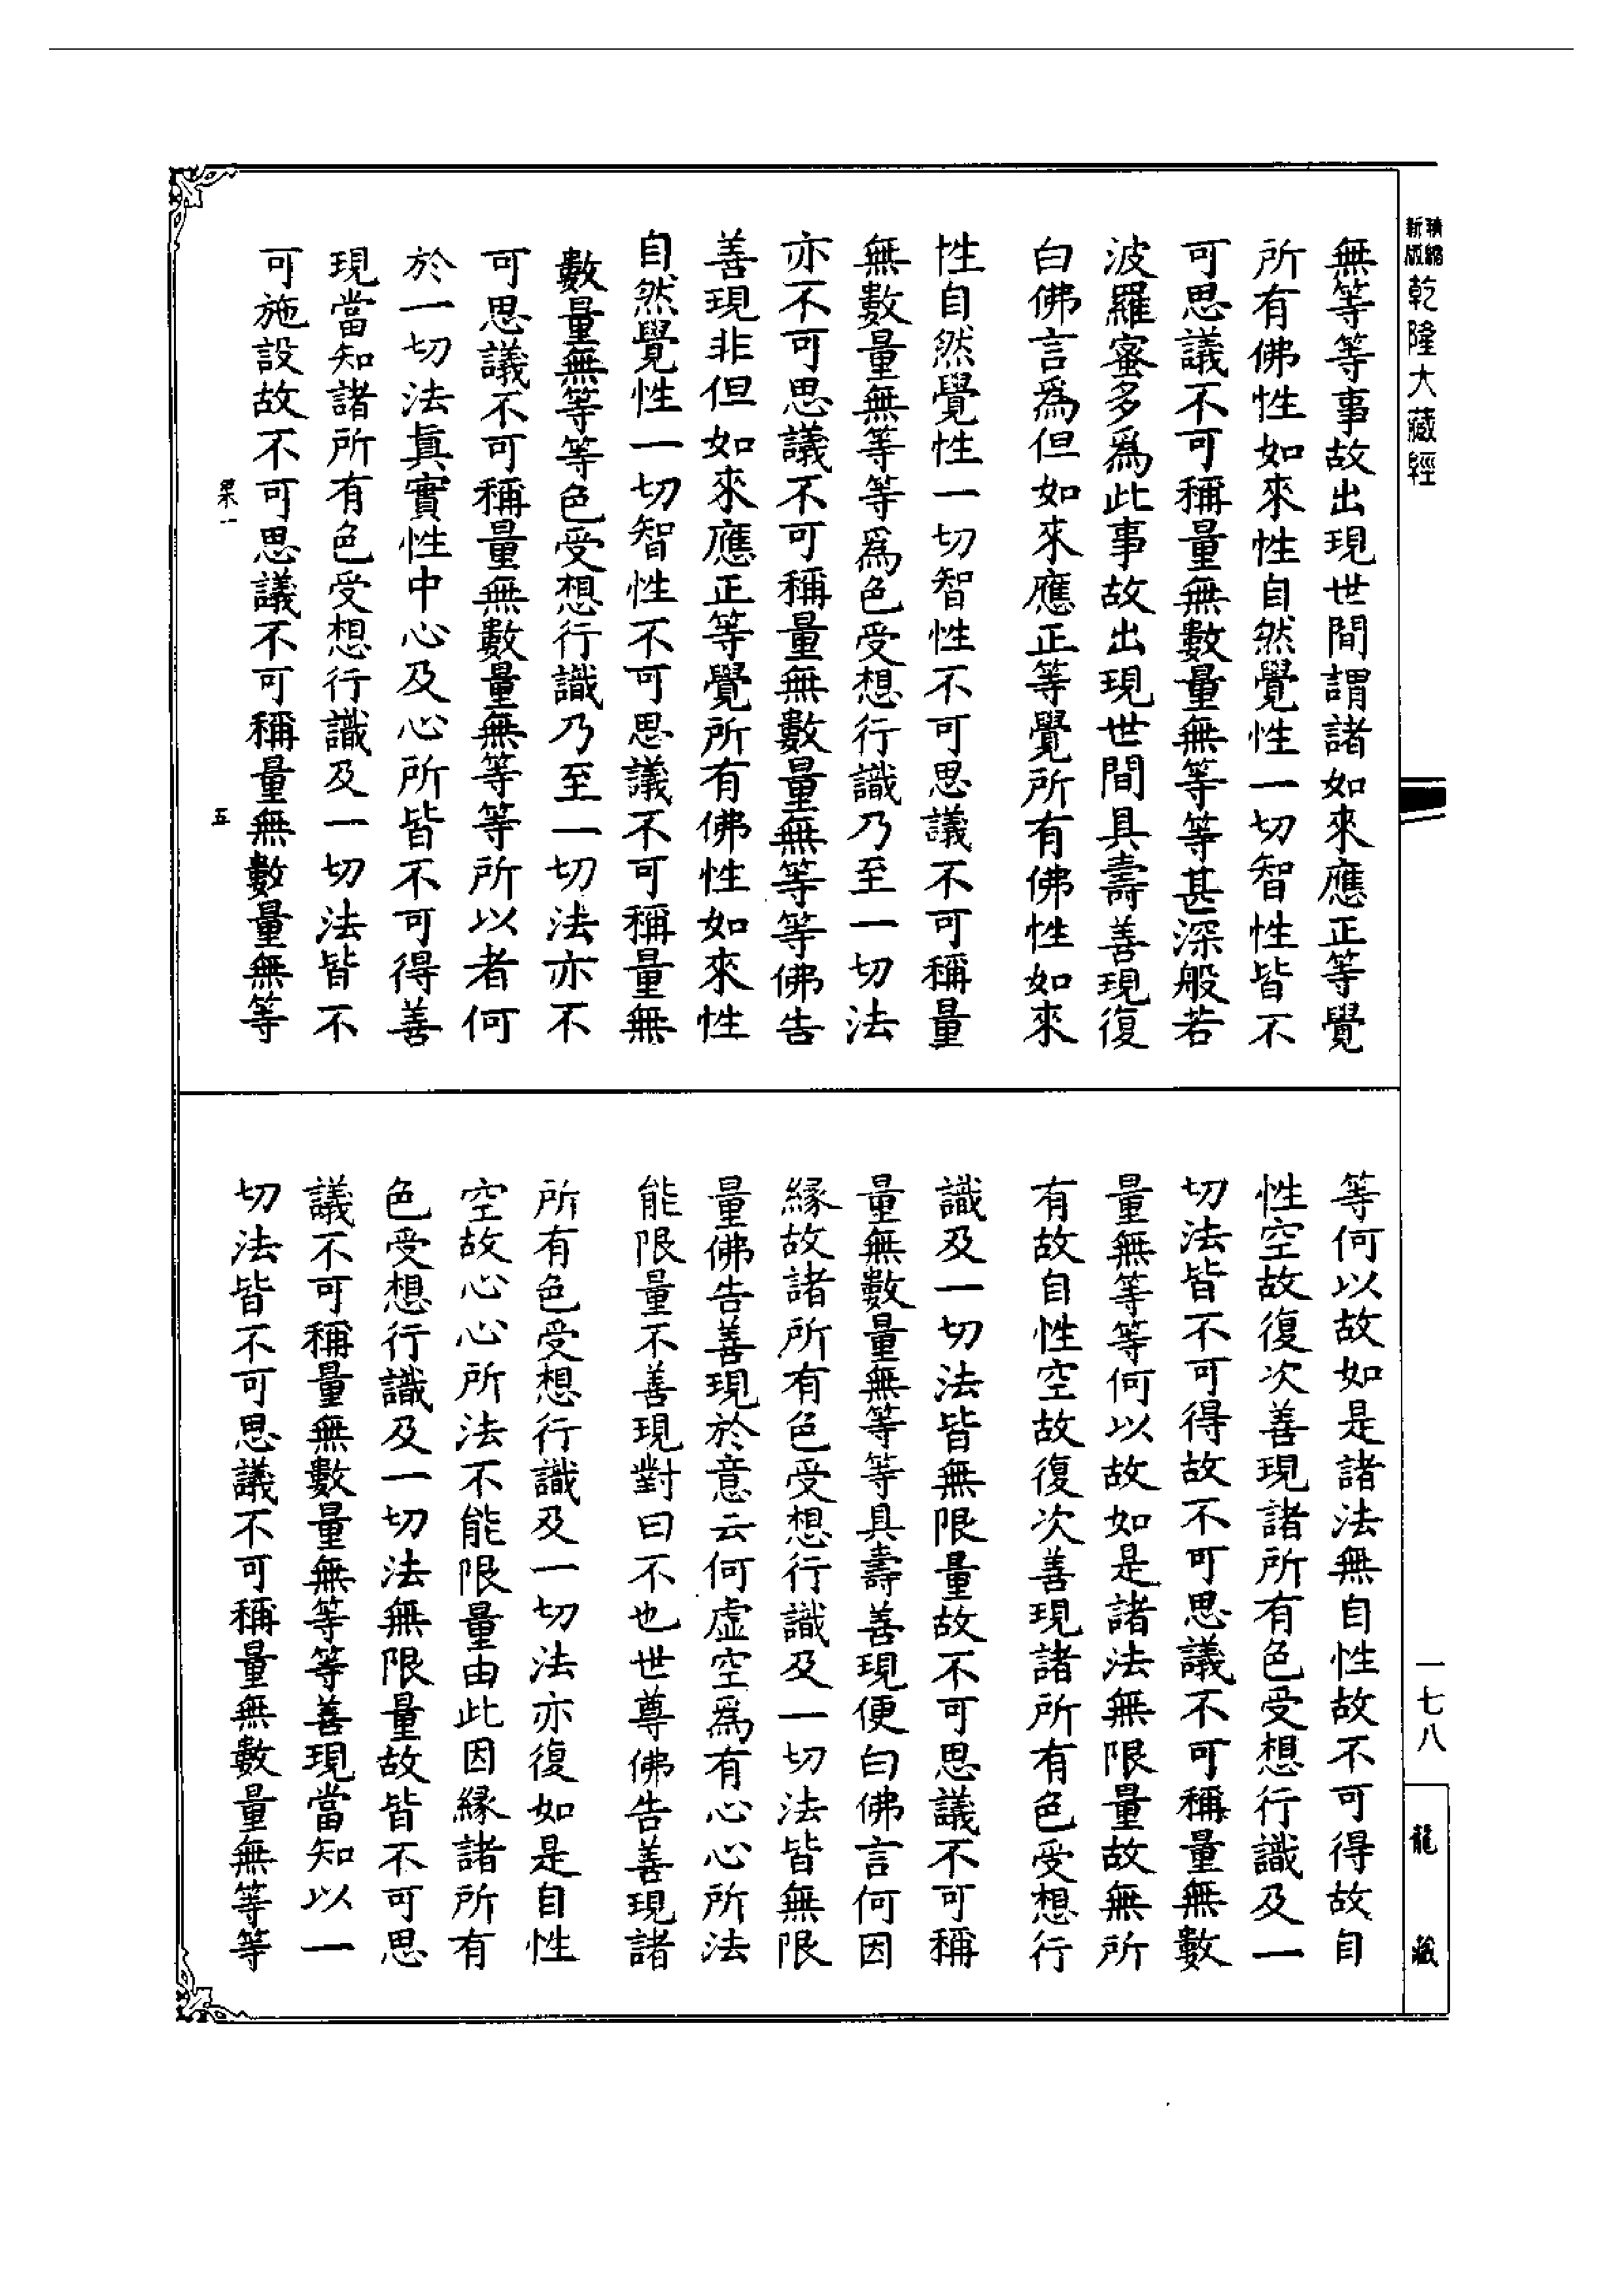 精縮新版乾隆大藏經
無等等事故出現世間謂諸如來應正等覺
所有佛性如來性自然覺性一切智性皆不
可思議不可稱量無數量無等等甚深般若
波羅蜜多爲此事故出現世間具壽善現復
白佛言爲但如來應正等覺所有佛性如來
性自然覺性一切智性不可思議不可稱量
無數量無等等爲色受想行識乃至一切法
亦不可思議不可稱量無數量無等等佛告
善現非但如來應正等覺所有佛性如來性
自然覺性一切智性不可思議不可稱量無
數量無等等色受想行識乃至一切法亦不
可思議不可稱量無數量無等等所以者何
於一切法真實性中心及心所皆不可得善
現當知諸所有色受想行識及一切法皆不
可施設故不可思議不可稱量無數量無等
五
等何以故如是諸法無自性故不可得故自
性空故復次善現諸所有色受想行識及一
切法皆不可得故不可思議不可稱量無數
量無等等何以故如是諸法無限量故無所
有故自性空故復次善現諸所有色受想行
識及一切法皆無限量故不可思議不可稱
量無數量無等等具壽善現便白佛言何因
緣故諸所有色受想行識及一切法皆無限
量佛告善現於意云何虛空爲有心心所法
能限量不善現對曰不也世尊佛告善現諸
所有色受想行識及一切法亦復如是自性
空故心心所法不能限量由此因緣諸所有
色受想行識及一切法無限量故皆不可思
議不可稱量無數量無等等善現當知以一
切法皆不可思議不可稱量無數量無等等
一七八
龍藏